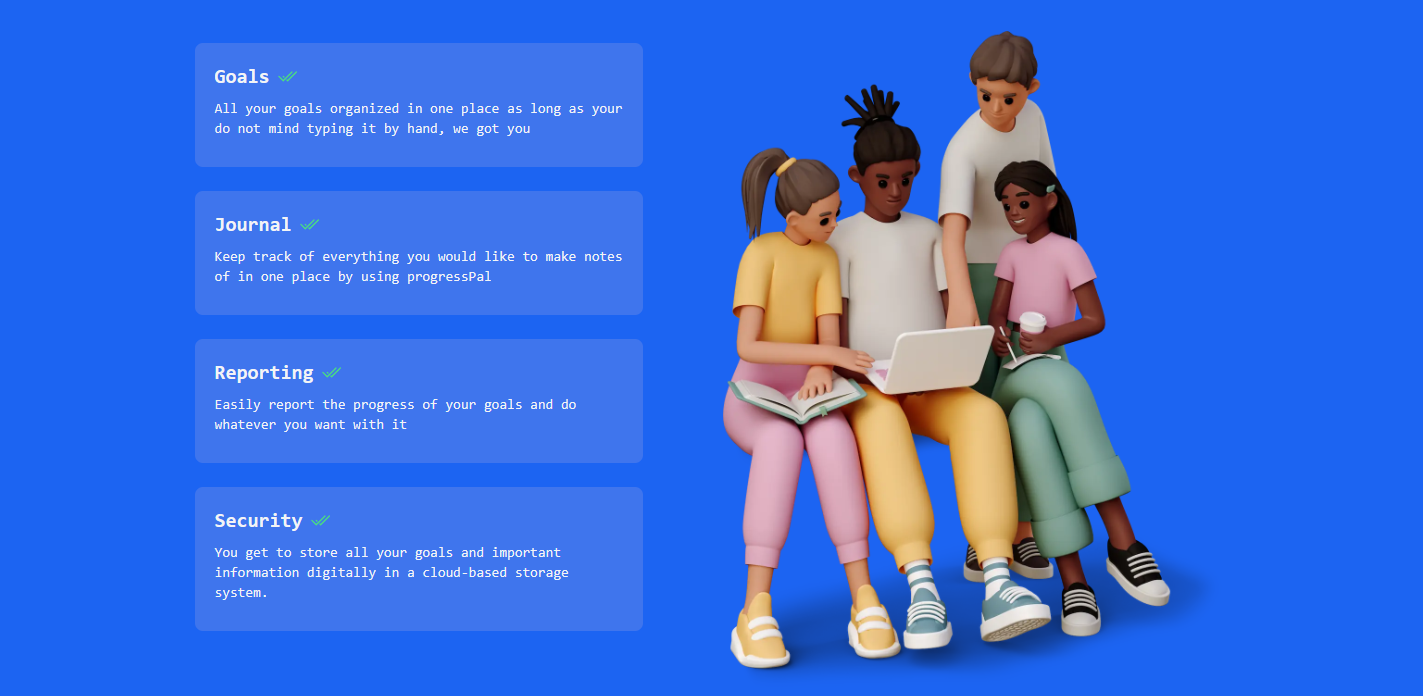 Goals
All your goals organized in one place as long as your
do not mind typing it by hand, we got you
Journal
Keep track of everything you would like to make notes
of in one place by using progressPal
Reporting
Easily report the progress of your goals and do
whatever you want with it
Security
You get to store all your goals and important
information digitally in a cloud-based storage
system.